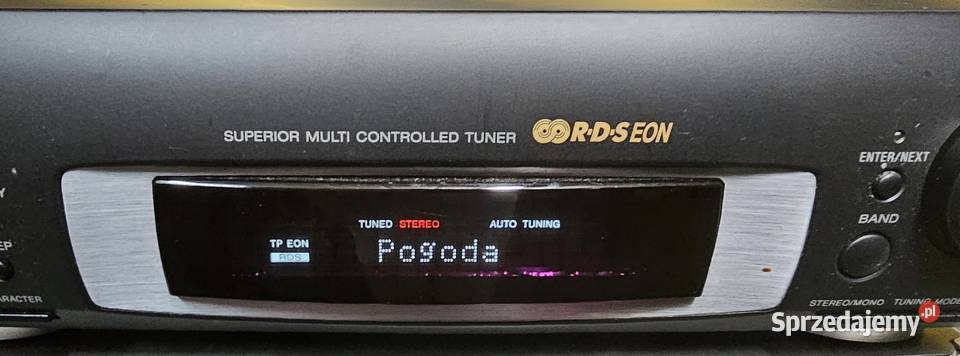 SUPERIOR MULTI CONTROLLED TUNER R·D·S EON
ENTER/NEXT
TUNED STEREO AUTO TUNING
BAND
TP EON
Pogoda
RDS
STEREO/MONO TUNING MODE
Sprzedajemy.pl